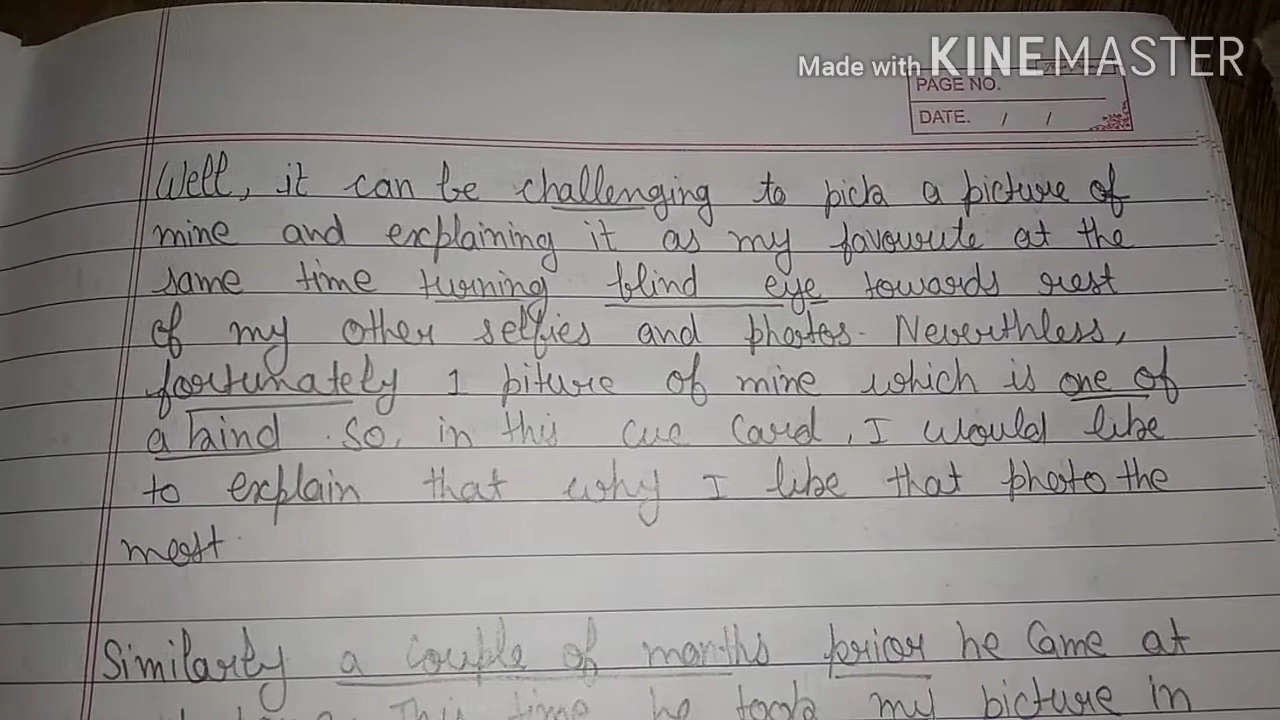 Made with KINEMASTER
PAGE NO.
DATE. / /
Well, it can be challenging to pick a picture of
mine and explaining it as my favourite at the
same time turning blind eye towards rest
of my other selfies and photos. Nevertheless,
fortunately 1 piture of mine which is one of
a kind. So, in this cue card, I would like
to explain that why I like that photo the
most.
Similarly a couple of months prior he came at
This time he took my picture in